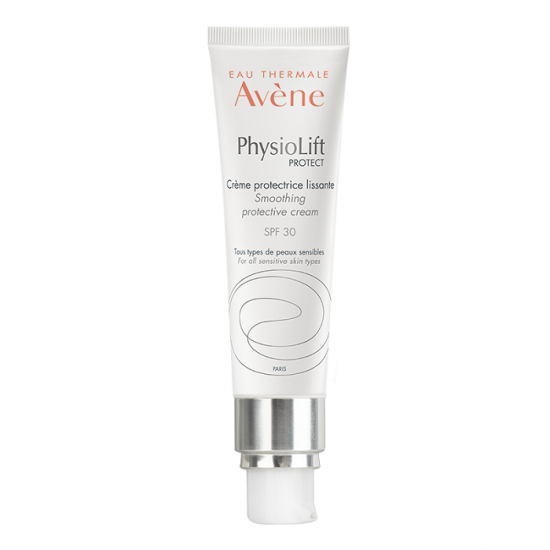 EAU THERMALE
Avène
PhysioLift
PROTECT
Crème protectrice lissante
Smoothing
protective cream
SPF 30
Tous types de peaux sensibles
For all sensitive skin types
PARIS